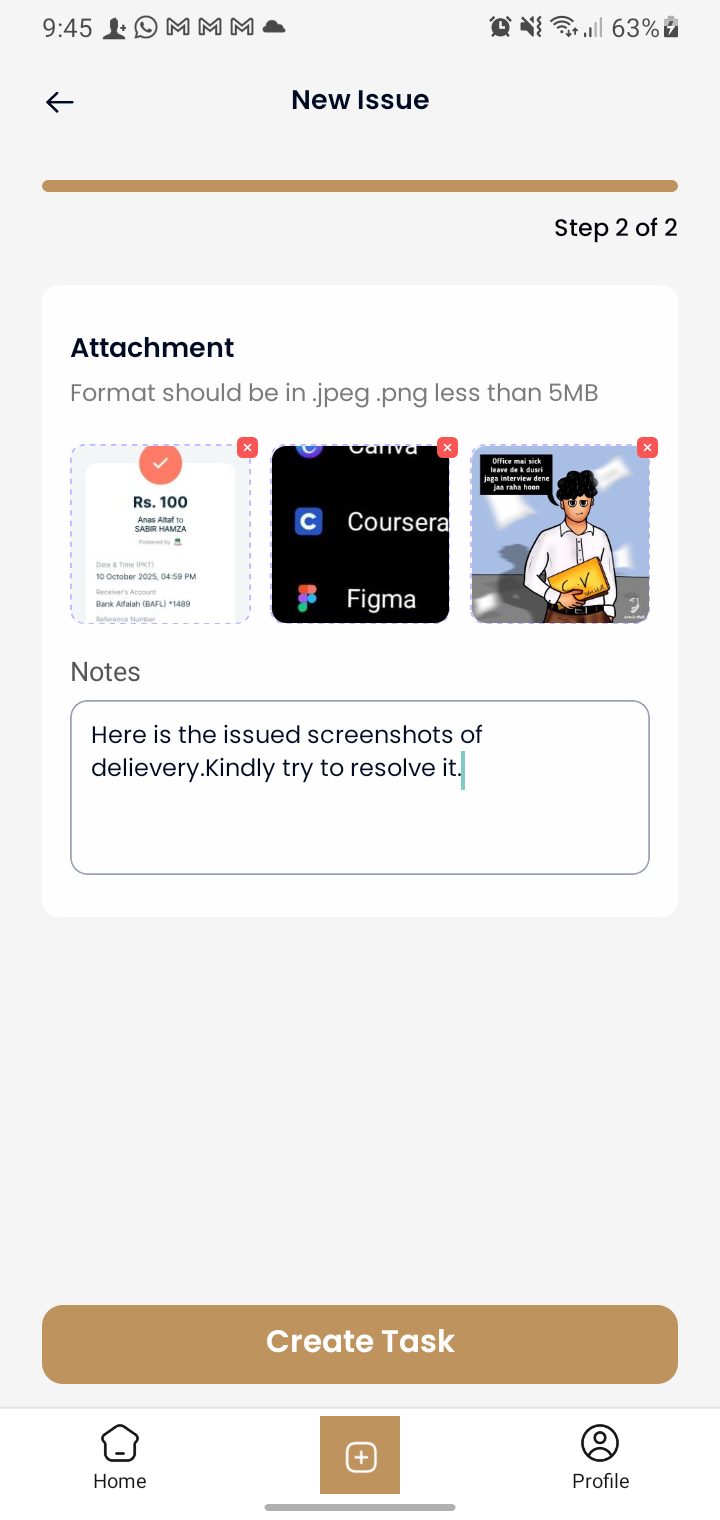 9:45
63%
New Issue
Step 2 of 2
Attachment
Format should be in .jpeg .png less than 5MB
Rs. 100
Anas Altaf to
SABIR HAMZA
Powered by
Date & Time (PKT)
10 October 2025, 04:59 PM
Receiver's Account
Bank Alfalah (BAFL) *1489
Reference Number
Canva
Coursera
Figma
Office mai sick
leave de k dusri
jaga interview dene
jaa raha hoon
C.V
Notes
Here is the issued screenshots of
delievery.Kindly try to resolve it.
Create Task
Home
Profile